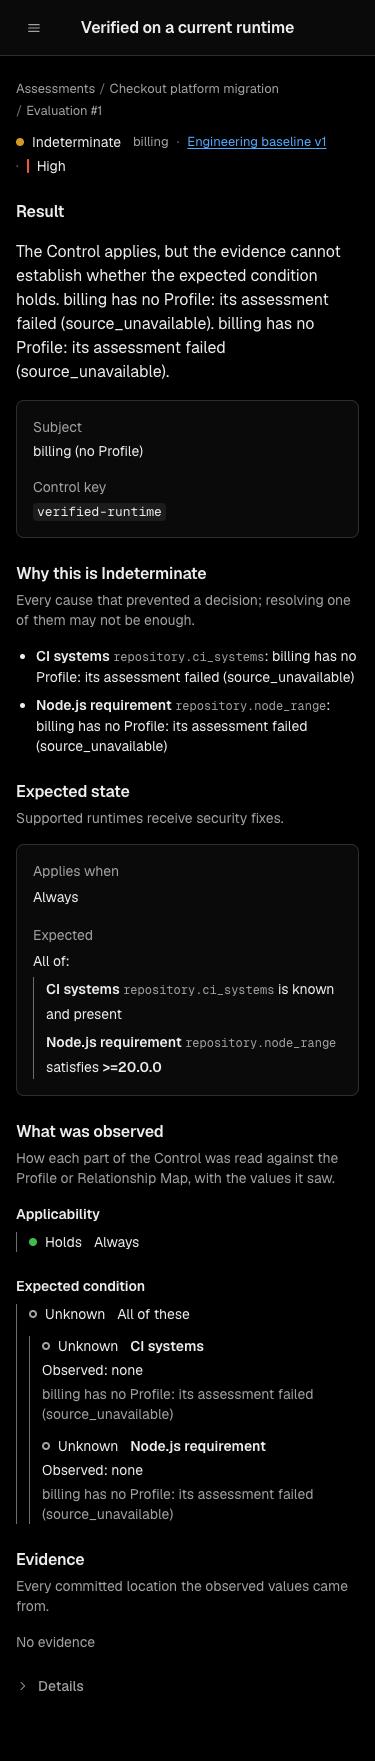 Verified on a current runtime
Assessments / Checkout platform migration
/ Evaluation #1
Indeterminate billing · Engineering baseline v1
· High
Result
The Control applies, but the evidence cannot
establish whether the expected condition
holds. billing has no Profile: its assessment
failed (source_unavailable). billing has no
Profile: its assessment failed
(source_unavailable).
Subject
billing (no Profile)
Control key
verified-runtime
Why this is Indeterminate
Every cause that prevented a decision; resolving one
of them may not be enough.
• CI systems repository.ci_systems: billing has no
Profile: its assessment failed (source_unavailable)
• Node.js requirement repository.node_range:
billing has no Profile: its assessment failed
(source_unavailable)
Expected state
Supported runtimes receive security fixes.
Applies when
Always
Expected
All of:
CI systems repository.ci_systems is known
and present
Node.js requirement repository.node_range
satisfies >=20.0.0
What was observed
How each part of the Control was read against the
Profile or Relationship Map, with the values it saw.
Applicability
Holds Always
Expected condition
Unknown All of these
Unknown CI systems
Observed: none
billing has no Profile: its assessment failed
(source_unavailable)
Unknown Node.js requirement
Observed: none
billing has no Profile: its assessment failed
(source_unavailable)
Evidence
Every committed location the observed values came
from.
No evidence
Details